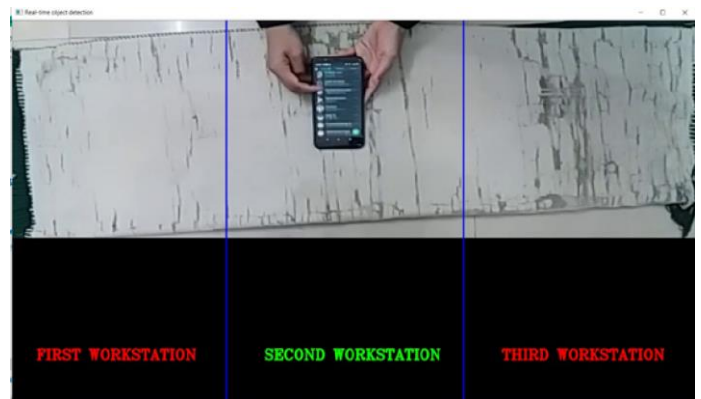 Real-time object detection
FIRST WORKSTATION
SECOND WORKSTATION
THIRD WORKSTATION